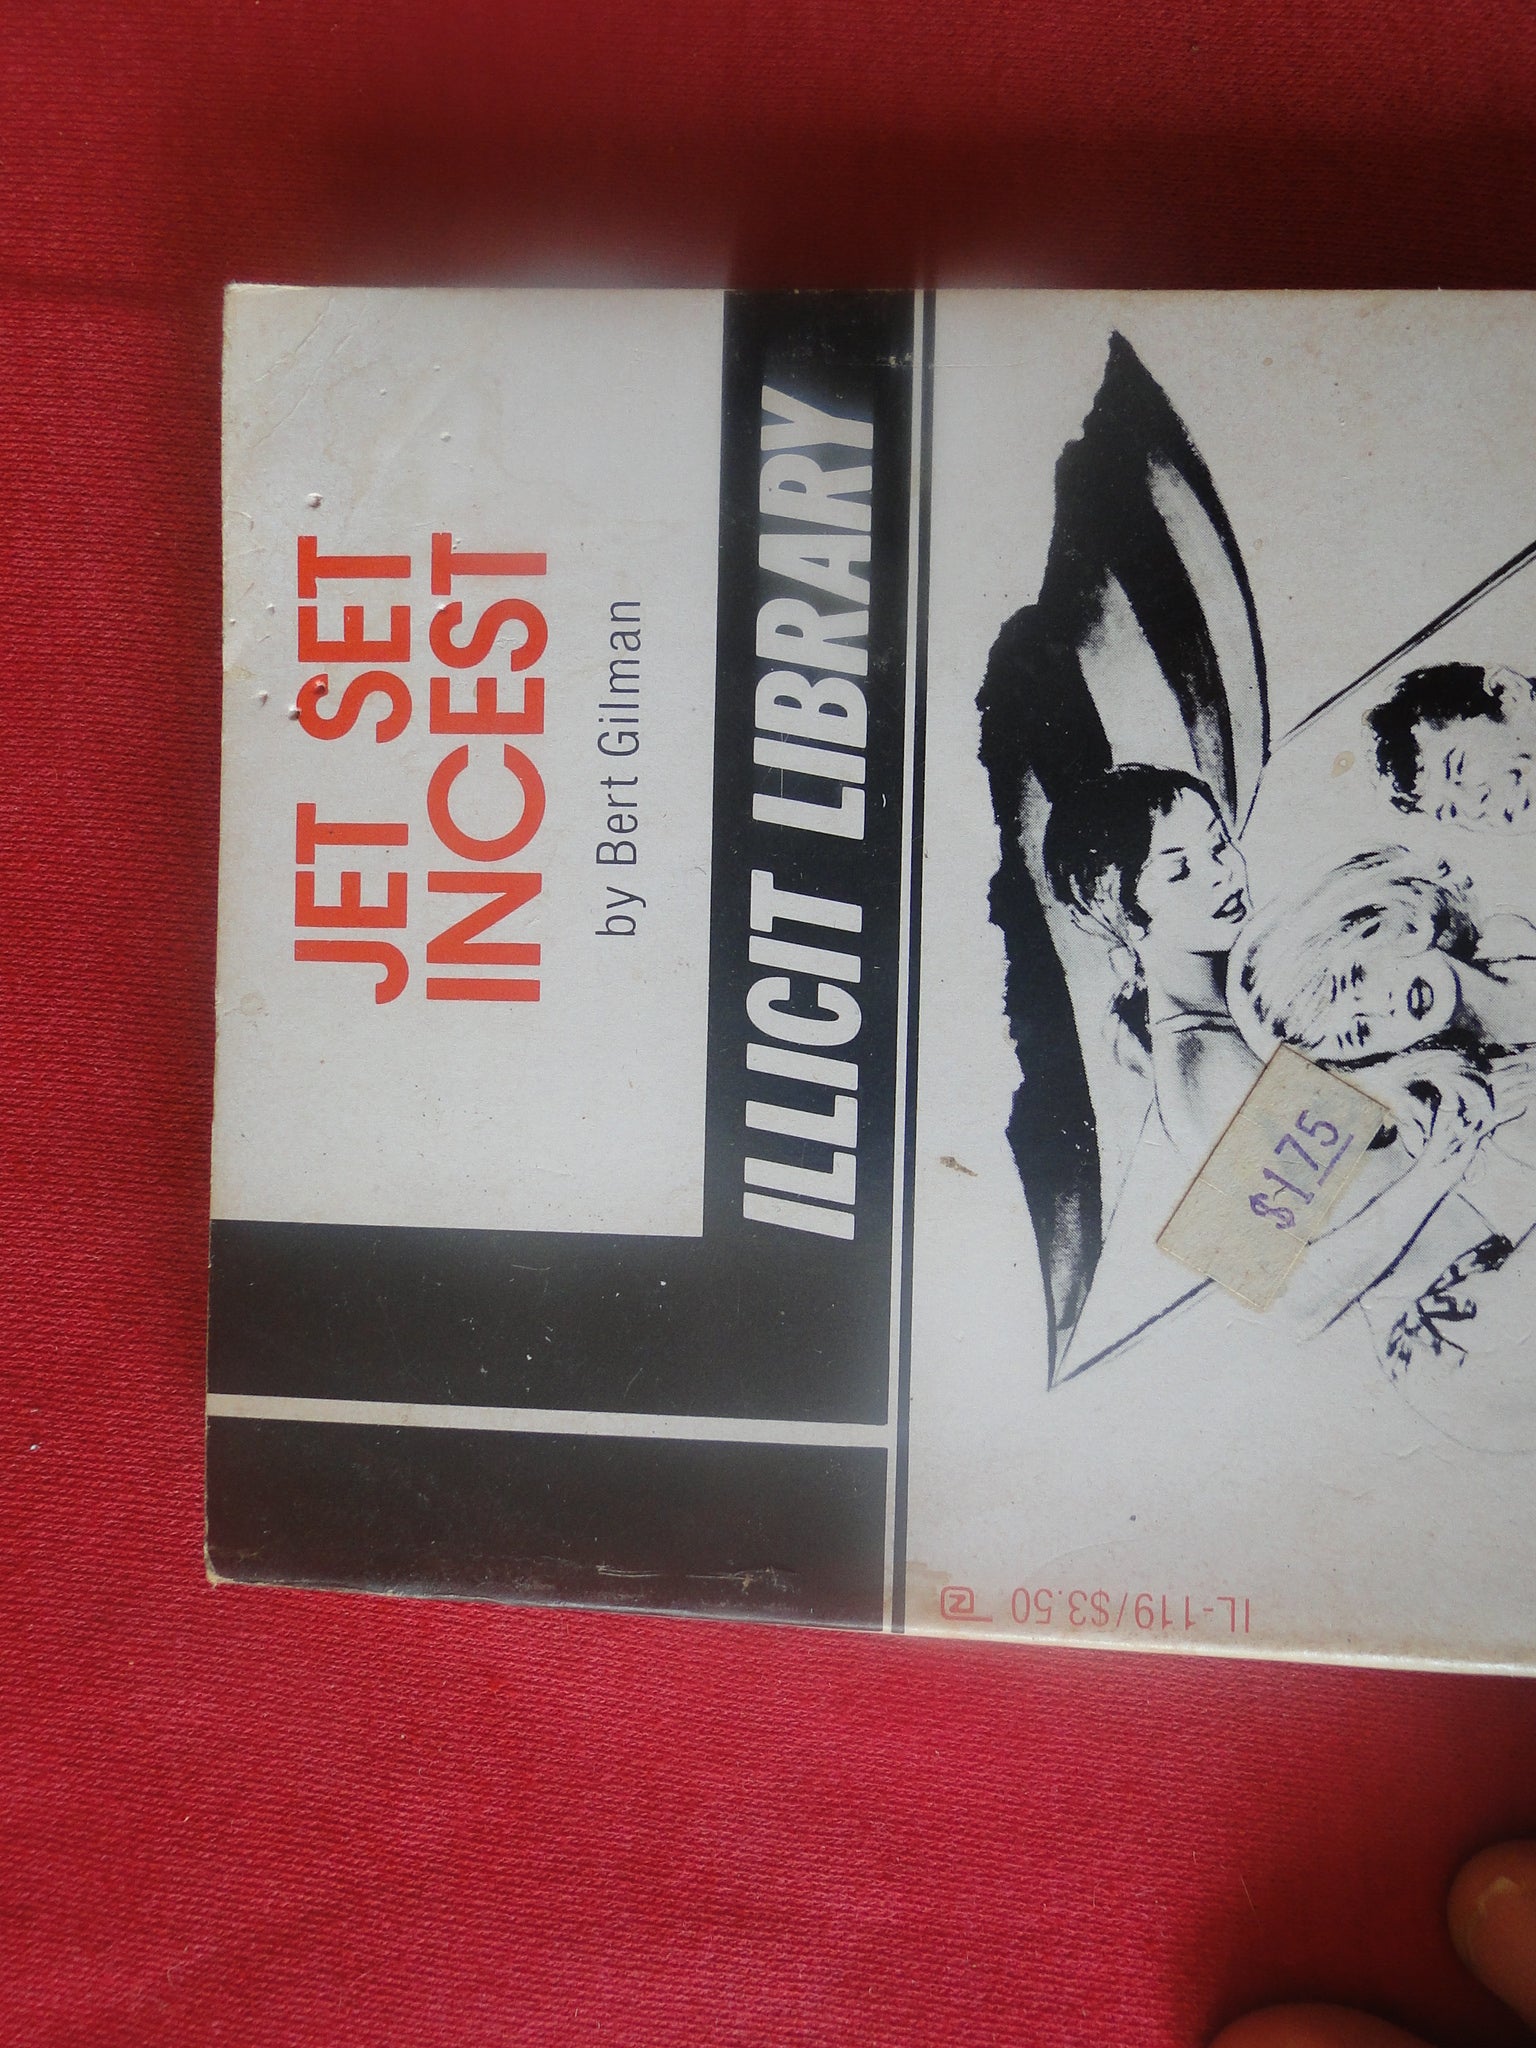 JET SET
INCEST
by Bert Gilman
ILLICIT LIBRARY
$1.75
IL-119/$3.50